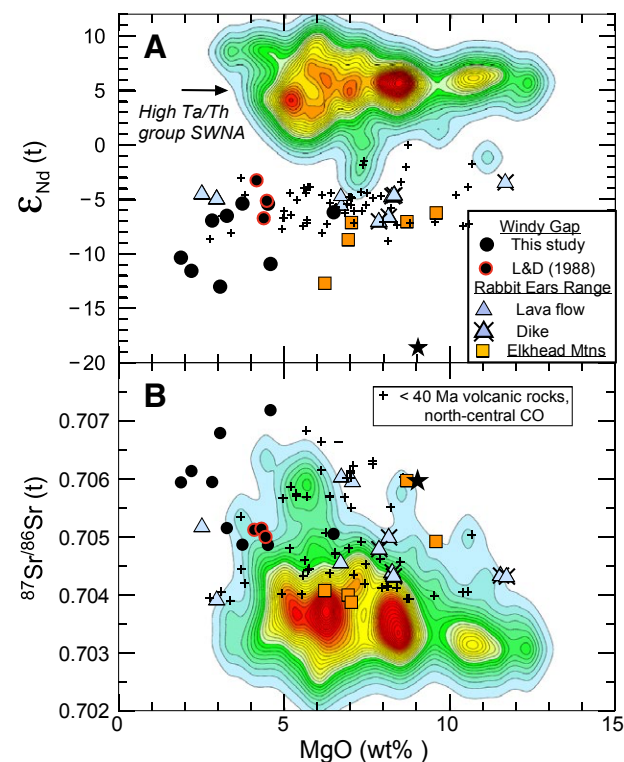 A
10
5
0
−5
−10
−15
−20
εNd (t)
High Ta/Th
group SWNA
Windy Gap
This study
L&D (1988)
Rabbit Ears Range
Lava flow
Dike
Elkhead Mtns
B
+ < 40 Ma volcanic rocks,
north-central CO
0.707
0.706
0.705
0.704
0.703
0.702
87Sr/86Sr (t)
0
5
10
15
MgO (wt% )